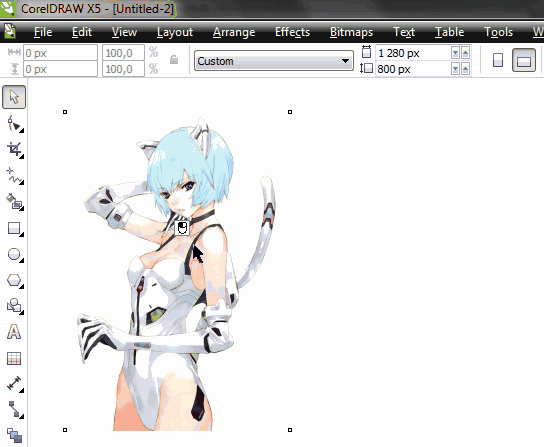 CorelDRAW X5 - [Untitled-2]
File Edit View Layout Arrange Effects Bitmaps Text Table Tools W
0 px 100,0 % Custom 1 280 px
0 px 100,0 % 800 px